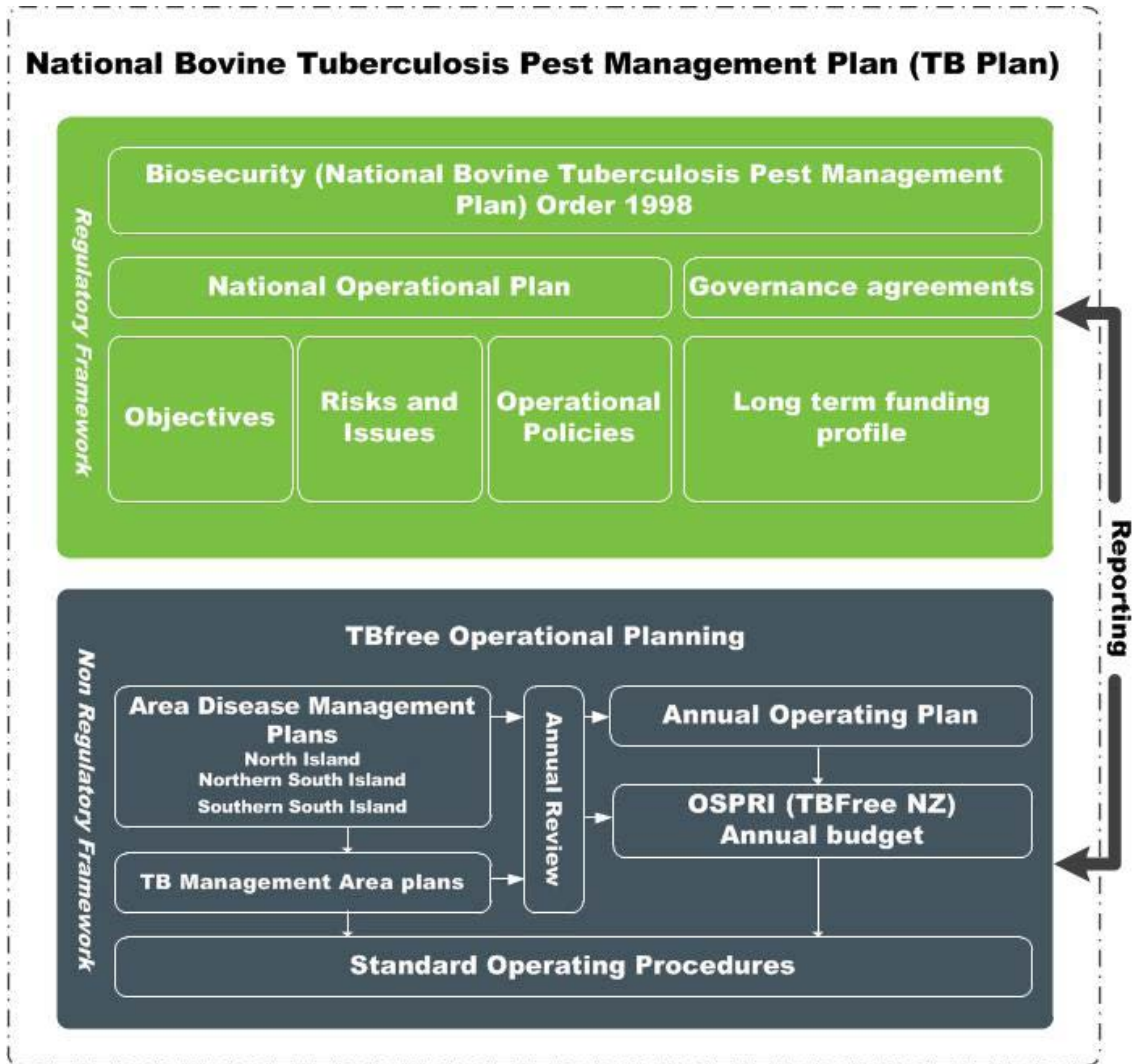 National Bovine Tuberculosis Pest Management Plan (TB Plan)
Regulatory Framework
Biosecurity (National Bovine Tuberculosis Pest Management
Plan) Order 1998
National Operational Plan
Governance agreements
Objectives
Risks and
Issues
Operational
Policies
Long term funding
profile
Reporting
Non Regulatory Framework
TBfree Operational Planning
Area Disease Management
Plans
North Island
Northern South Island
Southern South Island
Annual Review
Annual Operating Plan
OSPRI (TBFree NZ)
Annual budget
TB Management Area plans
Standard Operating Procedures